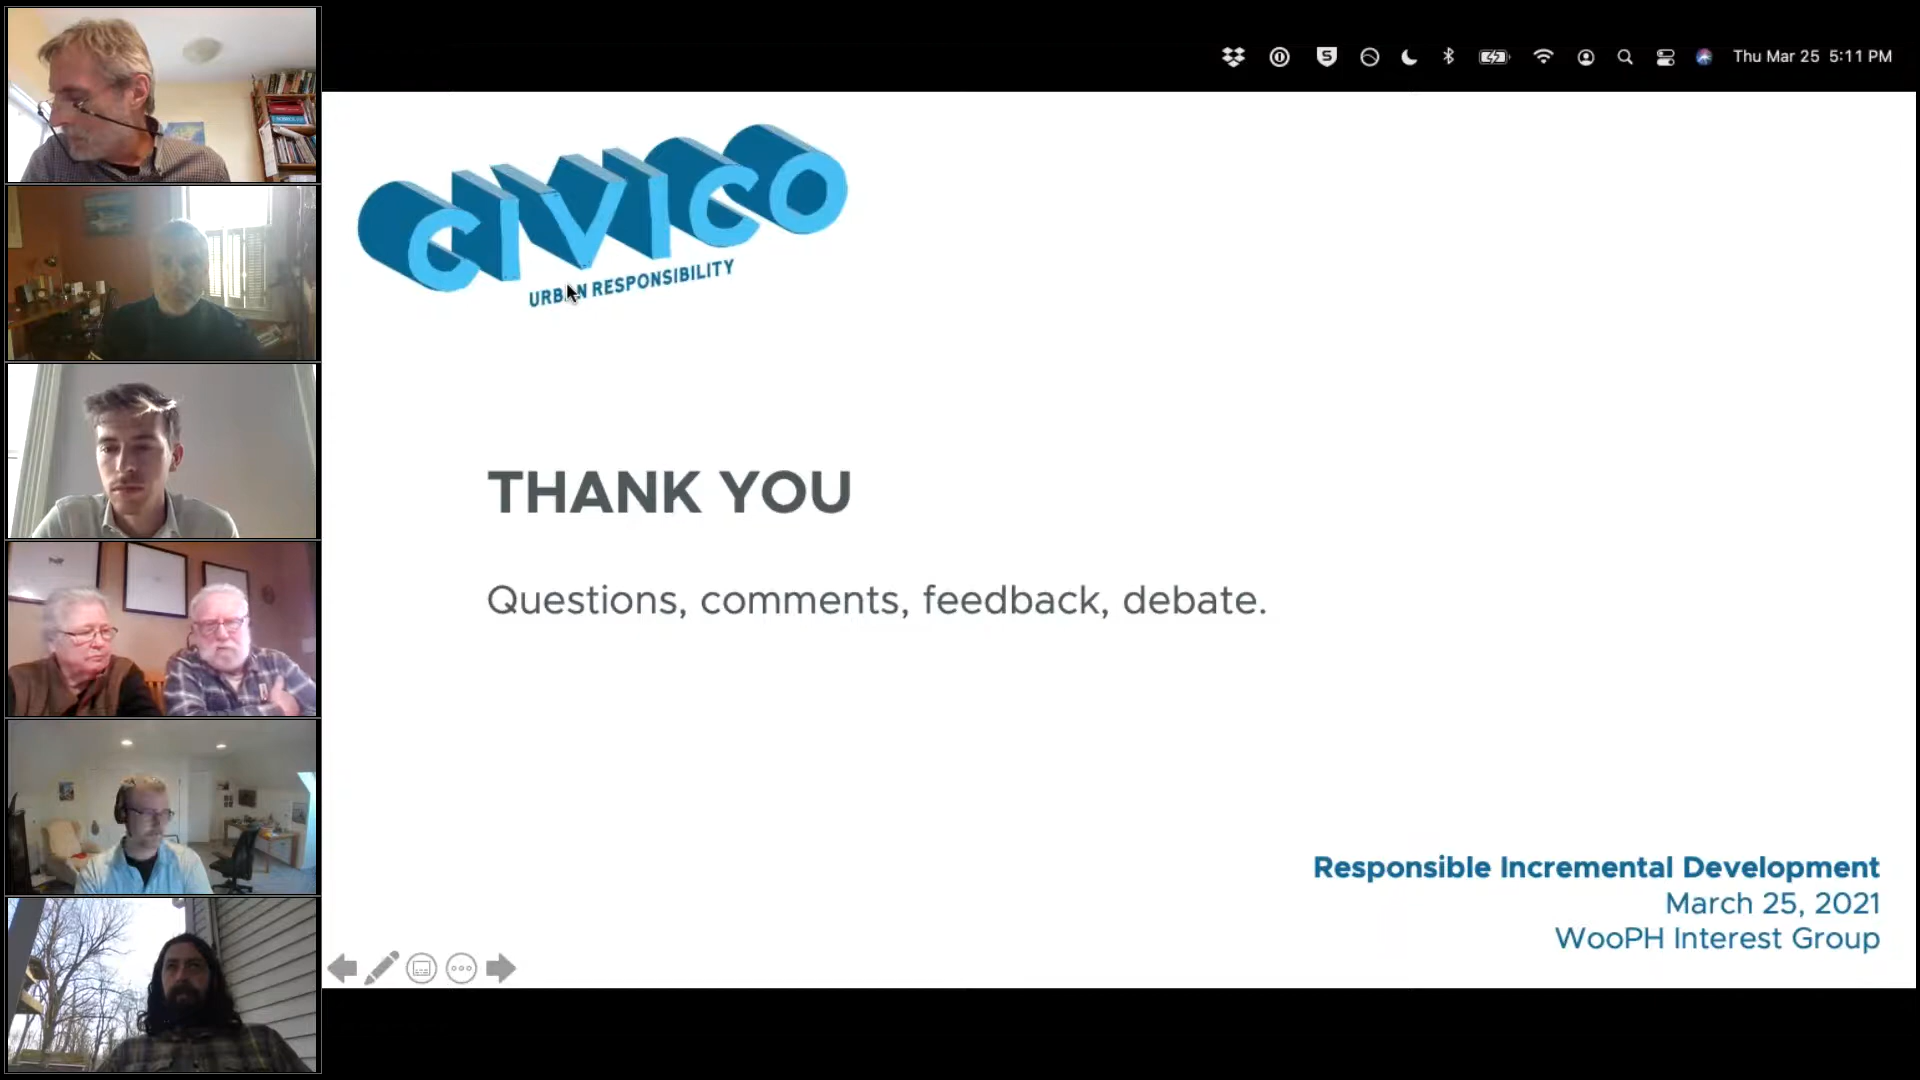 Thu Mar 25 5:11 PM
CIVICO
URBAN RESPONSIBILITY
THANK YOU
Questions, comments, feedback, debate.
Responsible Incremental Development
March 25, 2021
WooPH Interest Group